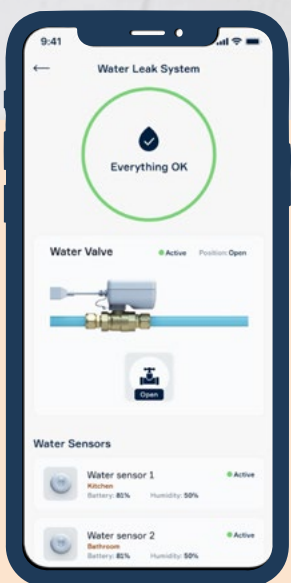 9:41
Water Leak System
Everything OK
Water Valve Active Position: Open
Open
Water Sensors
Water sensor 1 Active
Kitchen
Battery: 81% Humidity: 50%
Water sensor 2 Active
Bathroom
Battery: 81% Humidity: 50%